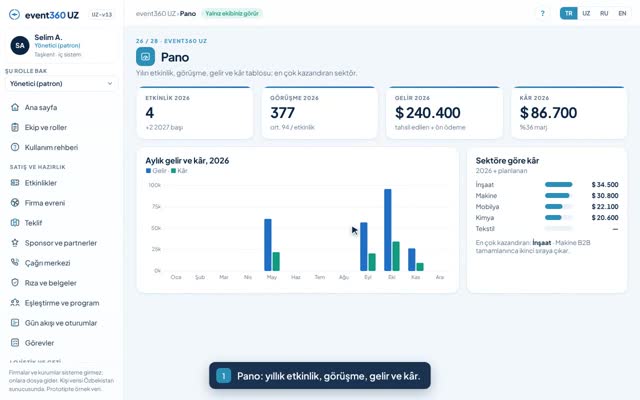 event360 UZ
UZ-v13
SA
Selim A.
Yönetici (patron)
Taşkent · iç sistem
ŞU ROLLE BAK
Yönetici (patron)
Ana sayfa
Ekip ve roller
Kullanım rehberi
SATIŞ VE HAZIRLIK
Etkinlikler
Firma evreni
Teklif
Sponsor ve partnerler
Çağrı merkezi
Rıza ve belgeler
Eşleştirme ve program
Gün akışı ve oturumlar
Görevler
Firmalar ve kurumlar sisteme girmez;
onlara dosya gider. Kişi verisi Özbekistan
sunucusunda. Prototipte örnek veri.
event360 UZ › Pano
Yalnız ekibiniz görür
?
TR
UZ
RU
EN
26 / 28 · EVENT360 UZ
Pano
Yılın etkinlik, görüşme, gelir ve kâr tablosu; en çok kazandıran sektör.
ETKİNLİK 2026
4
+2 2027 başı
GÖRÜŞME 2026
377
ort. 94 / etkinlik
GELİR 2026
$ 240.400
tahsil edilen + ön ödeme
KÂR 2026
$ 86.700
%36 marj
Aylık gelir ve kâr, 2026
Gelir · Kâr
100k
75k
50k
25k
0k
Oca
Şub
Mar
Nis
May
Haz
Tem
Ağu
Eyl
Eki
Kas
Ara
Sektöre göre kâr
2026 + planlanan
İnşaat $ 34.500
Makine $ 30.800
Mobilya $ 22.100
Kimya $ 20.600
Tekstil —
En çok kazandıran: İnşaat · Makine B2B
tamamlanınca ikinci sıraya çıkar.
1
Pano: yıllık etkinlik, görüşme, gelir ve kâr.